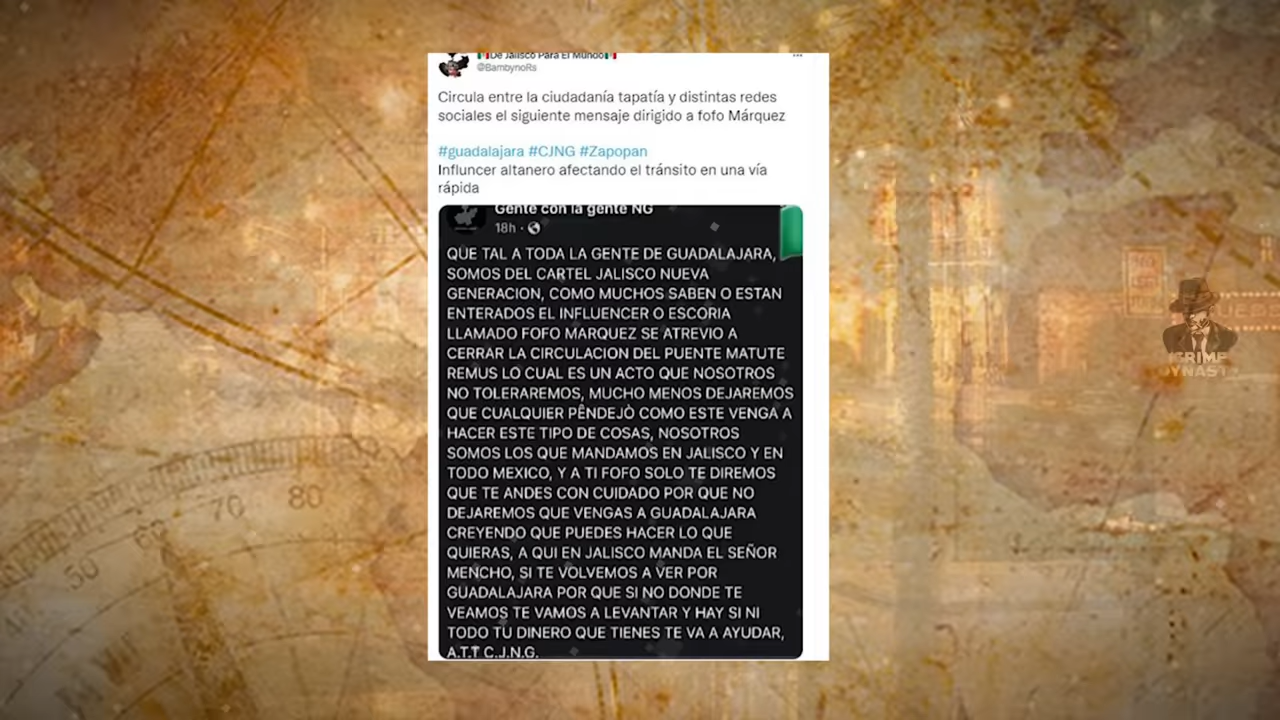 🇲🇽De Jalisco Para El Mundo🇲🇽
@BambynoRs
Circula entre la ciudadanía tapatía y distintas redes
sociales el siguiente mensaje dirigido a fofo Márquez
#guadalajara #CJNG #Zapopan
Influncer altanero afectando el tránsito en una vía
rápida
Gente con la gente NG
18h ·
QUE TAL A TODA LA GENTE DE GUADALAJARA,
SOMOS DEL CARTEL JALISCO NUEVA
GENERACION, COMO MUCHOS SABEN O ESTAN
ENTERADOS EL INFLUENCER O ESCORIA
LLAMADO FOFO MARQUEZ SE ATREVIO A
CERRAR LA CIRCULACION DEL PUENTE MATUTE
REMUS LO CUAL ES UN ACTO QUE NOSOTROS
NO TOLERAREMOS, MUCHO MENOS DEJAREMOS
QUE CUALQUIER PÊNDEJÒ COMO ESTE VENGA A
HACER ESTE TIPO DE COSAS, NOSOTROS
SOMOS LOS QUE MANDAMOS EN JALISCO Y EN
TODO MEXICO, Y A TI FOFO SOLO TE DIREMOS
QUE TE ANDES CON CUIDADO POR QUE NO
DEJAREMOS QUE VENGAS A GUADALAJARA
CREYENDO QUE PUEDES HACER LO QUE
QUIERAS, A QUI EN JALISCO MANDA EL SEÑOR
MENCHO, SI TE VOLVEMOS A VER POR
GUADALAJARA POR QUE SI NO DONDE TE
VEAMOS TE VAMOS A LEVANTAR Y HAY SI NI
TODO TU DINERO QUE TIENES TE VA A AYUDAR,
A.T.T C.J.N.G.
CRIME
DYNASTY
50
60
70
80